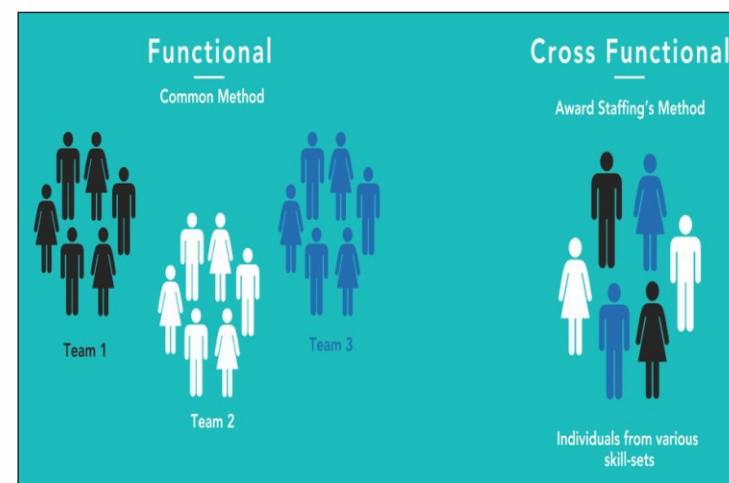 Functional
Common Method
Team 1
Team 2
Team 3
Cross Functional
Award Staffing's Method
Individuals from various
skill-sets